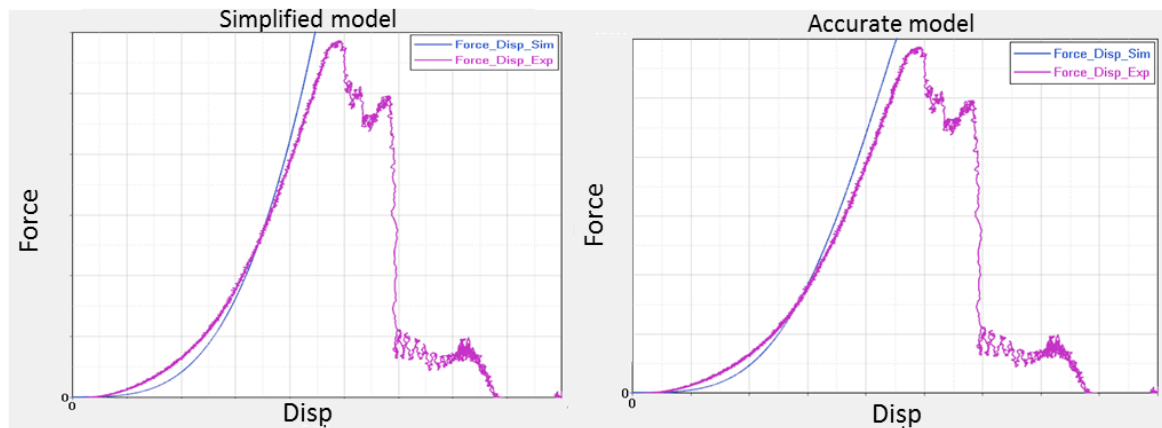 Simplified model
Force_Disp_Sim
Force_Disp_Exp
Force
0
0
Disp
Accurate model
Force_Disp_Sim
Force_Disp_Exp
Force
0
0
Disp